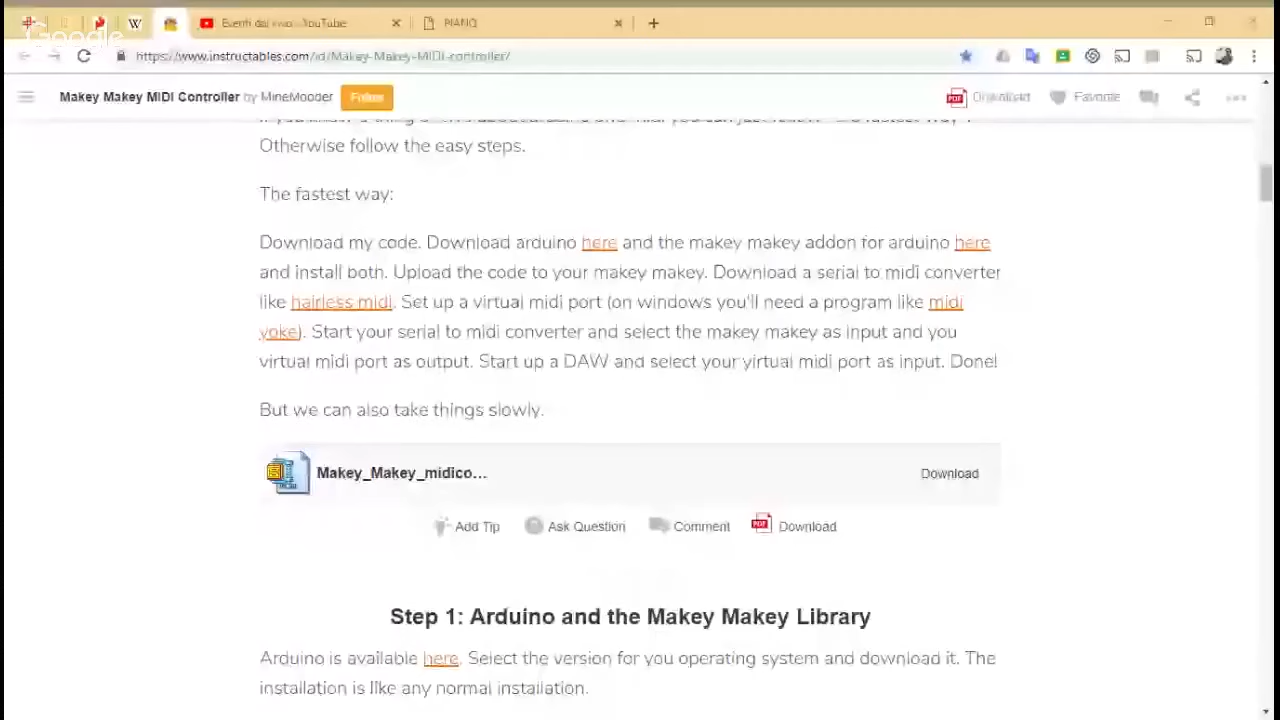 Google
Eventi dal vivo - YouTube
PIANO
https://www.instructables.com/id/Makey-Makey-MIDI-controller/
Makey Makey MIDI Controller by MineMooder
Follow
Download
Favorite
Otherwise follow the easy steps.
The fastest way:
Download my code. Download arduino here and the makey makey addon for arduino here
and install both. Upload the code to your makey makey. Download a serial to midi converter
like hairless midi. Set up a virtual midi port (on windows you'll need a program like midi
yoke). Start your serial to midi converter and select the makey makey as input and you
virtual midi port as output. Start up a DAW and select your virtual midi port as input. Done!
But we can also take things slowly.
Makey_Makey_midico...
Download
Add Tip
Ask Question
Comment
Download
Step 1: Arduino and the Makey Makey Library
Arduino is available here. Select the version for you operating system and download it. The
installation is like any normal installation.